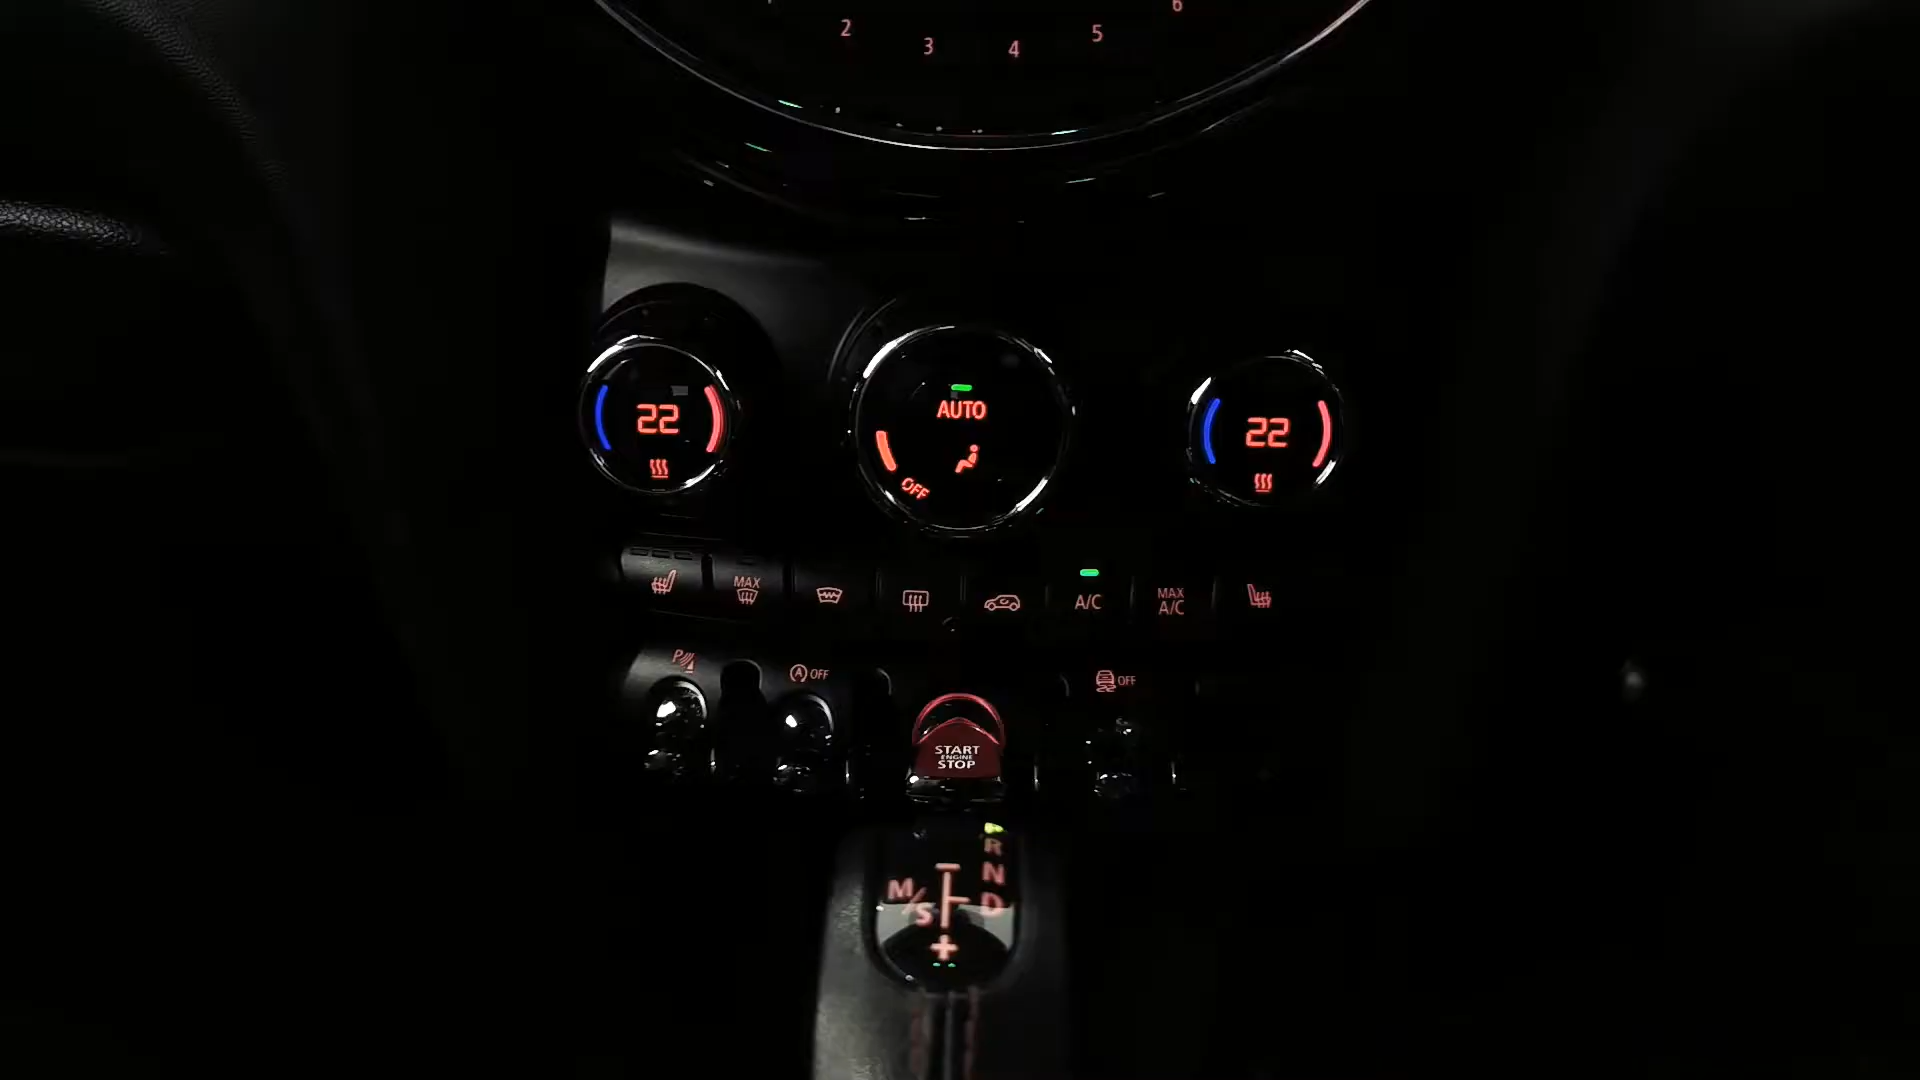 2 3 4 5 6
22
AUTO
OFF
22
MAX
A/C
MAX
A/C
P
A OFF
OFF
START
ENGINE
STOP
R
N
M/S
D
+